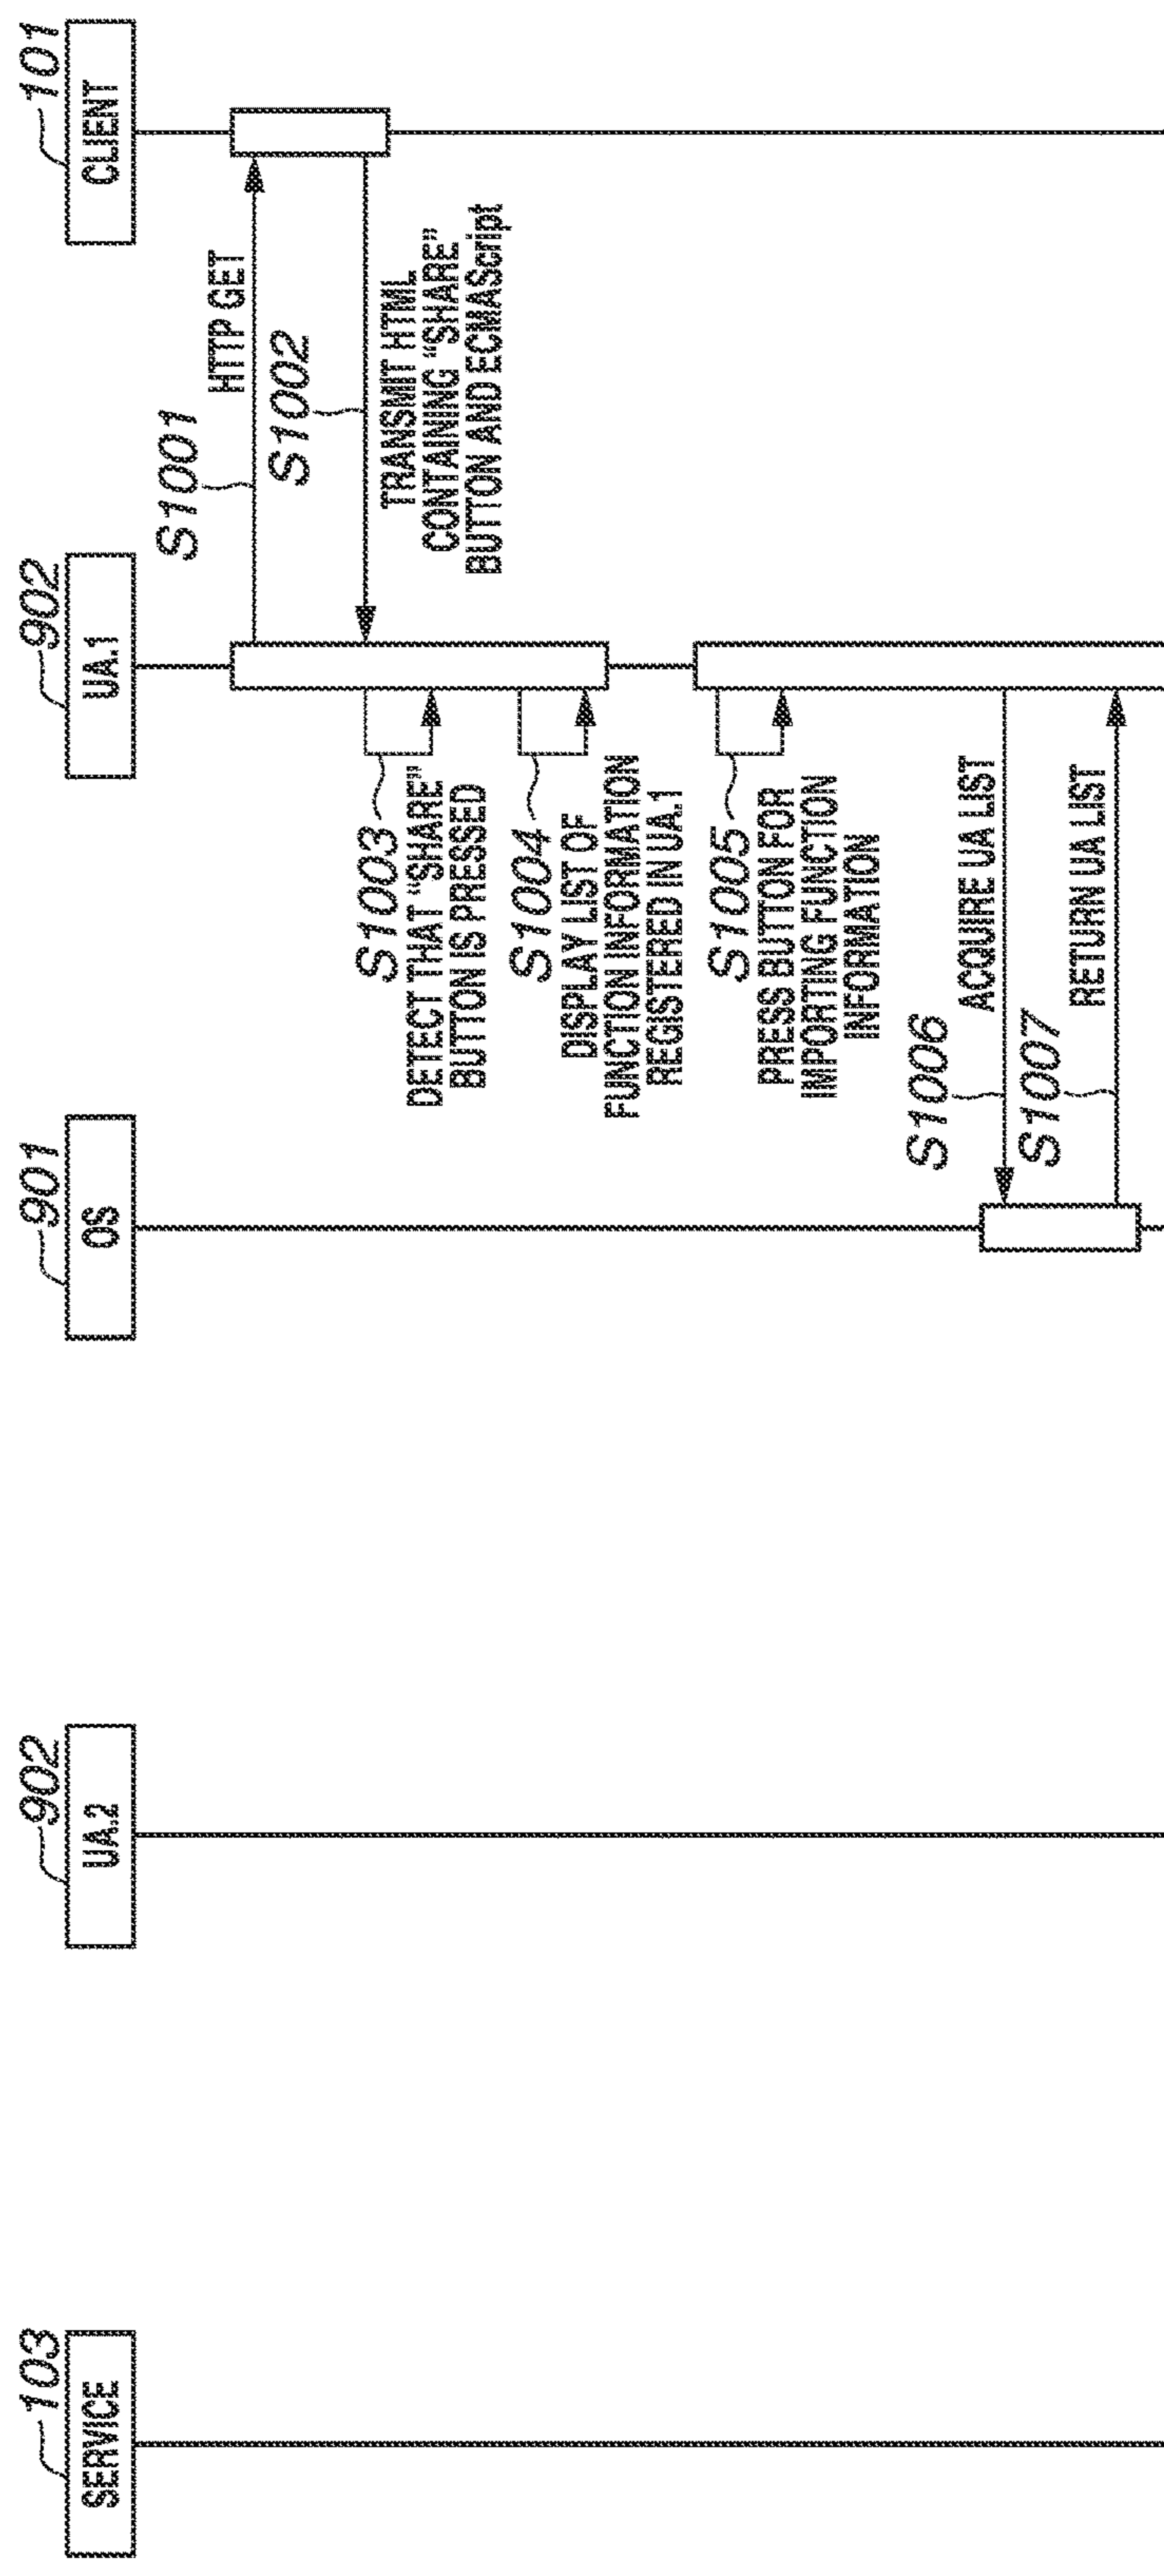 103
SERVICE
902
UA.2
901
OS
902
UA.1
101
CLIENT
S1001
HTTP GET
S1002
TRANSMIT HTML
CONTAINING “SHARE”
BUTTON AND ECMAScript
S1003
DETECT THAT “SHARE”
BUTTON IS PRESSED
S1004
DISPLAY LIST OF
FUNCTION INFORMATION
REGISTERED IN UA.1
S1005
PRESS BUTTON FOR
IMPORTING FUNCTION
INFORMATION
S1006
ACQUIRE UA LIST
S1007
RETURN UA LIST